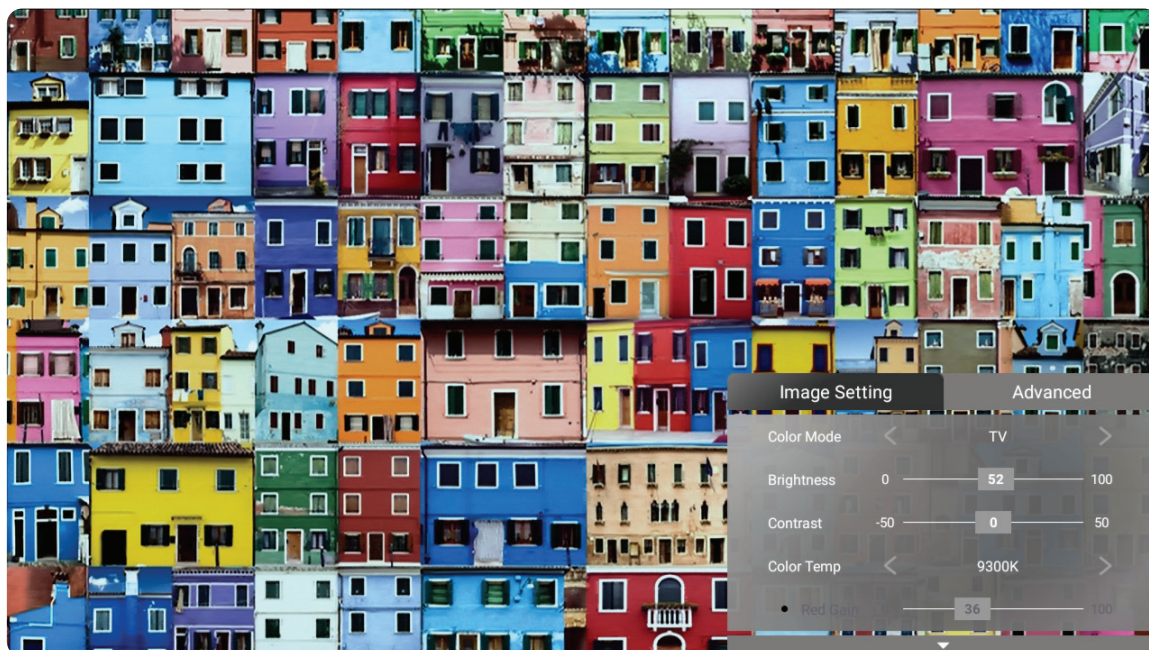 Image Setting Advanced
Color Mode TV
Brightness 0 52 100
Contrast -50 0 50
Color Temp 9300K
Red Gain 0 36 100